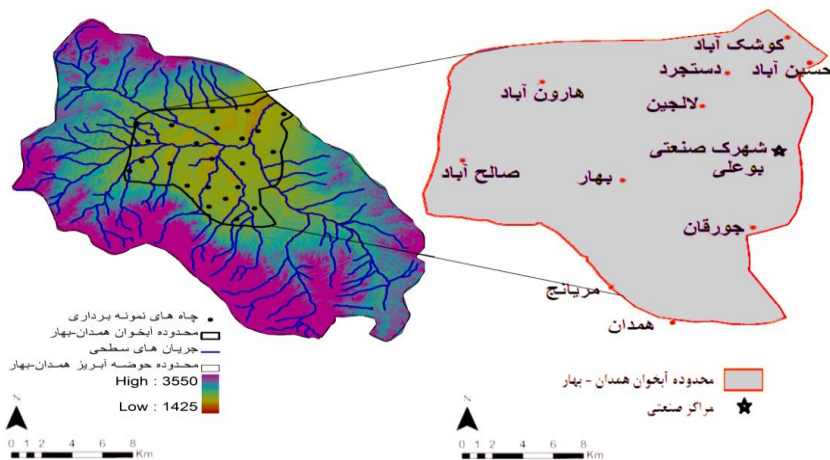 کوشک آباد
حسین آباد
دستجرد
هارون آباد
لالجین
شهرک صنعتی
بوعلی
صالح آباد
بهار
جورقان
مریانج
همدان
چاه های نمونه برداری
محدوده آبخوان همدان-بهار
جریان های سطحی
محدوده حوضه آبریز همدان-بهار
High : 3550
Low : 1425
N
0 1 2 4 6 8
Km
محدوده آبخوان همدان - بهار
مراکز صنعتی
N
0 1 2 4 6 8
Km